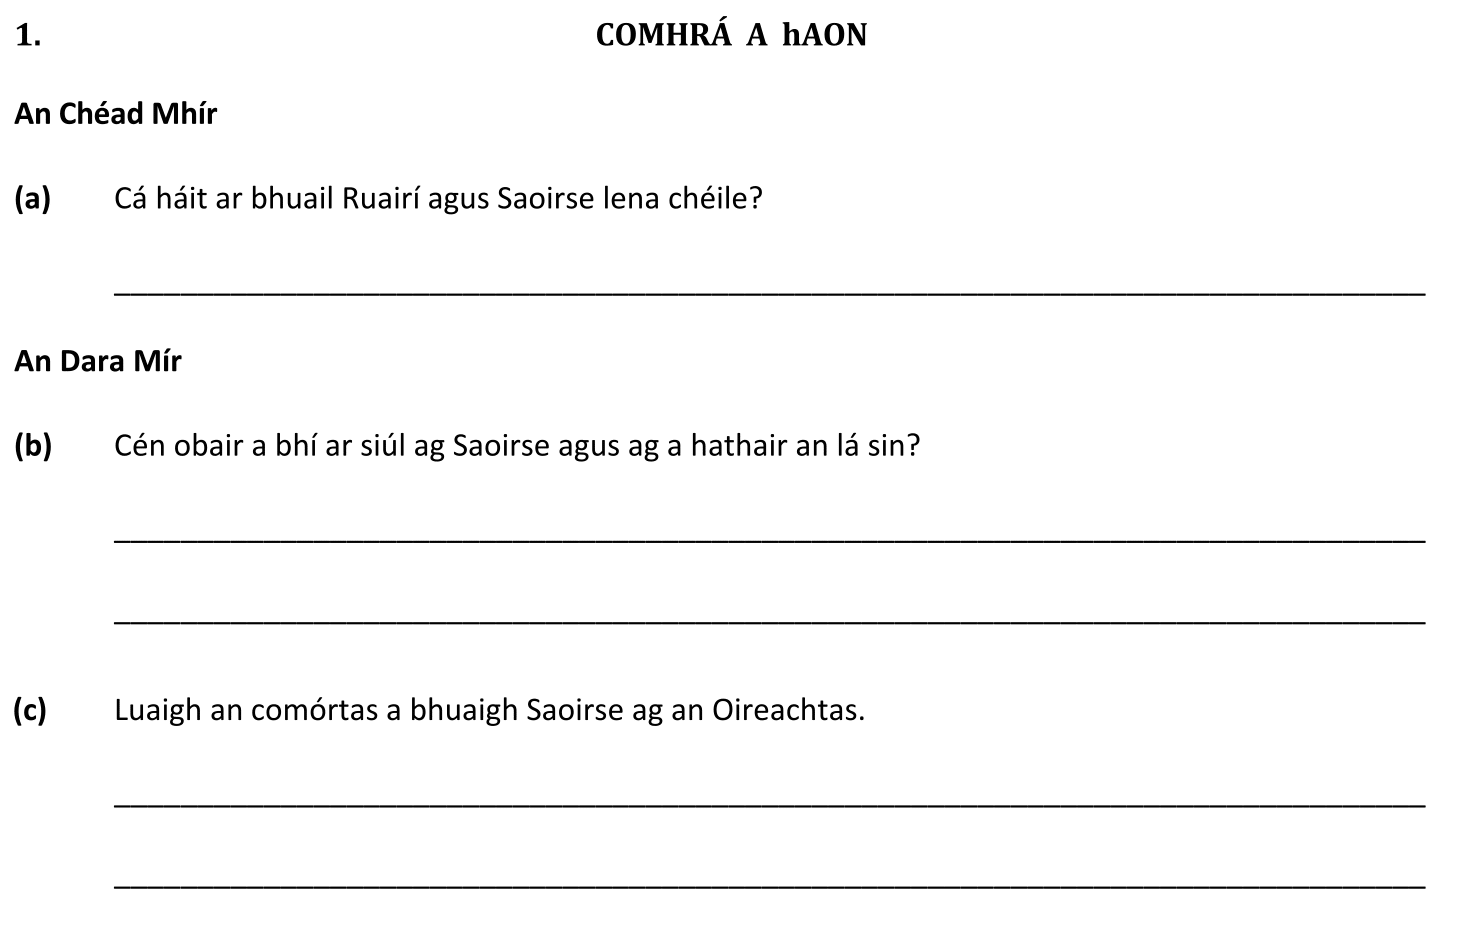 1. COMHRÁ A hAON
An Chéad Mhír
(a) Cá háit ar bhuail Ruairí agus Saoirse lena chéile?
An Dara Mír
(b) Cén obair a bhí ar siúl ag Saoirse agus ag a hathair an lá sin?
(c) Luaigh an comórtas a bhuaigh Saoirse ag an Oireachtas.